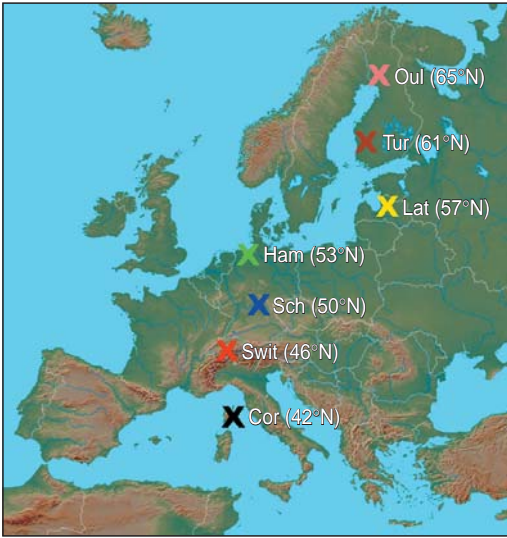 Oul (65°N)
Tur (61°N)
Lat (57°N)
Ham (53°N)
Sch (50°N)
Swit (46°N)
Cor (42°N)